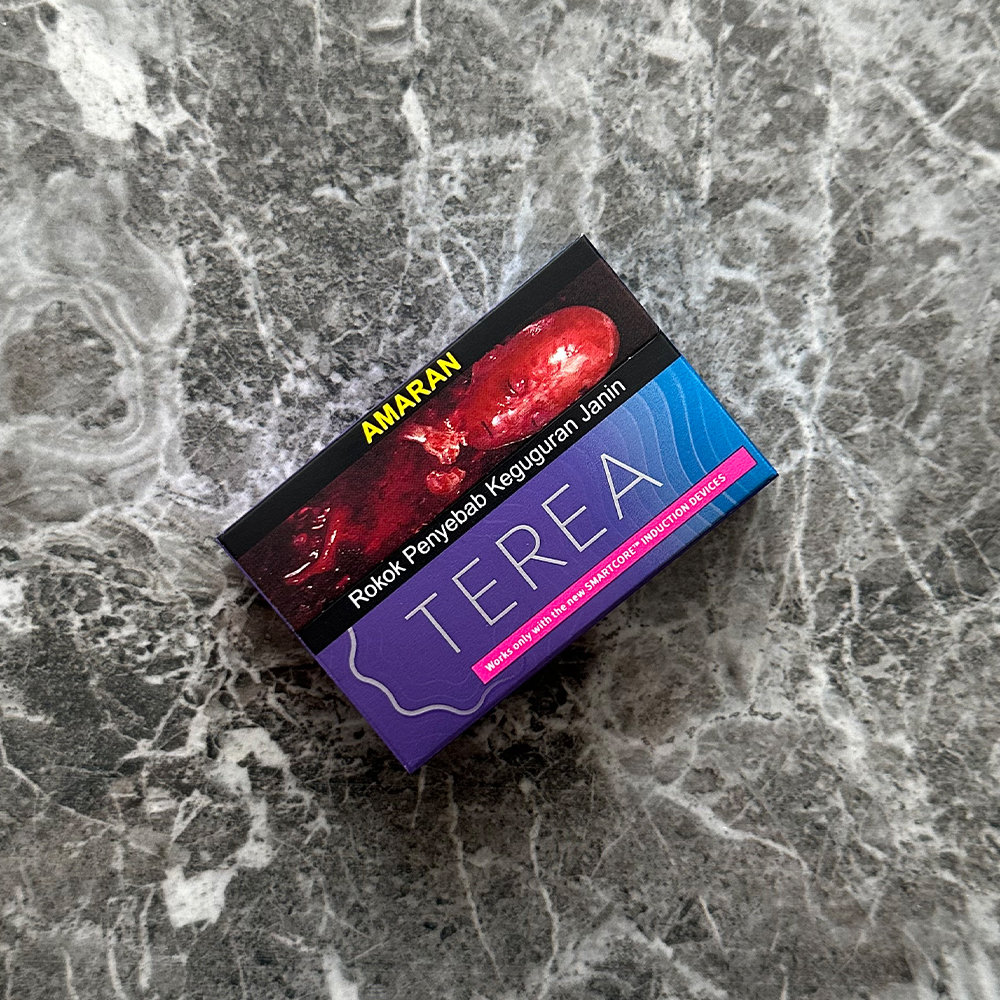 AMARAN
Rokok Penyebab Keguguran Janin
TEREA
Works only with the new SMARTCORE™ INDUCTION DEVICES